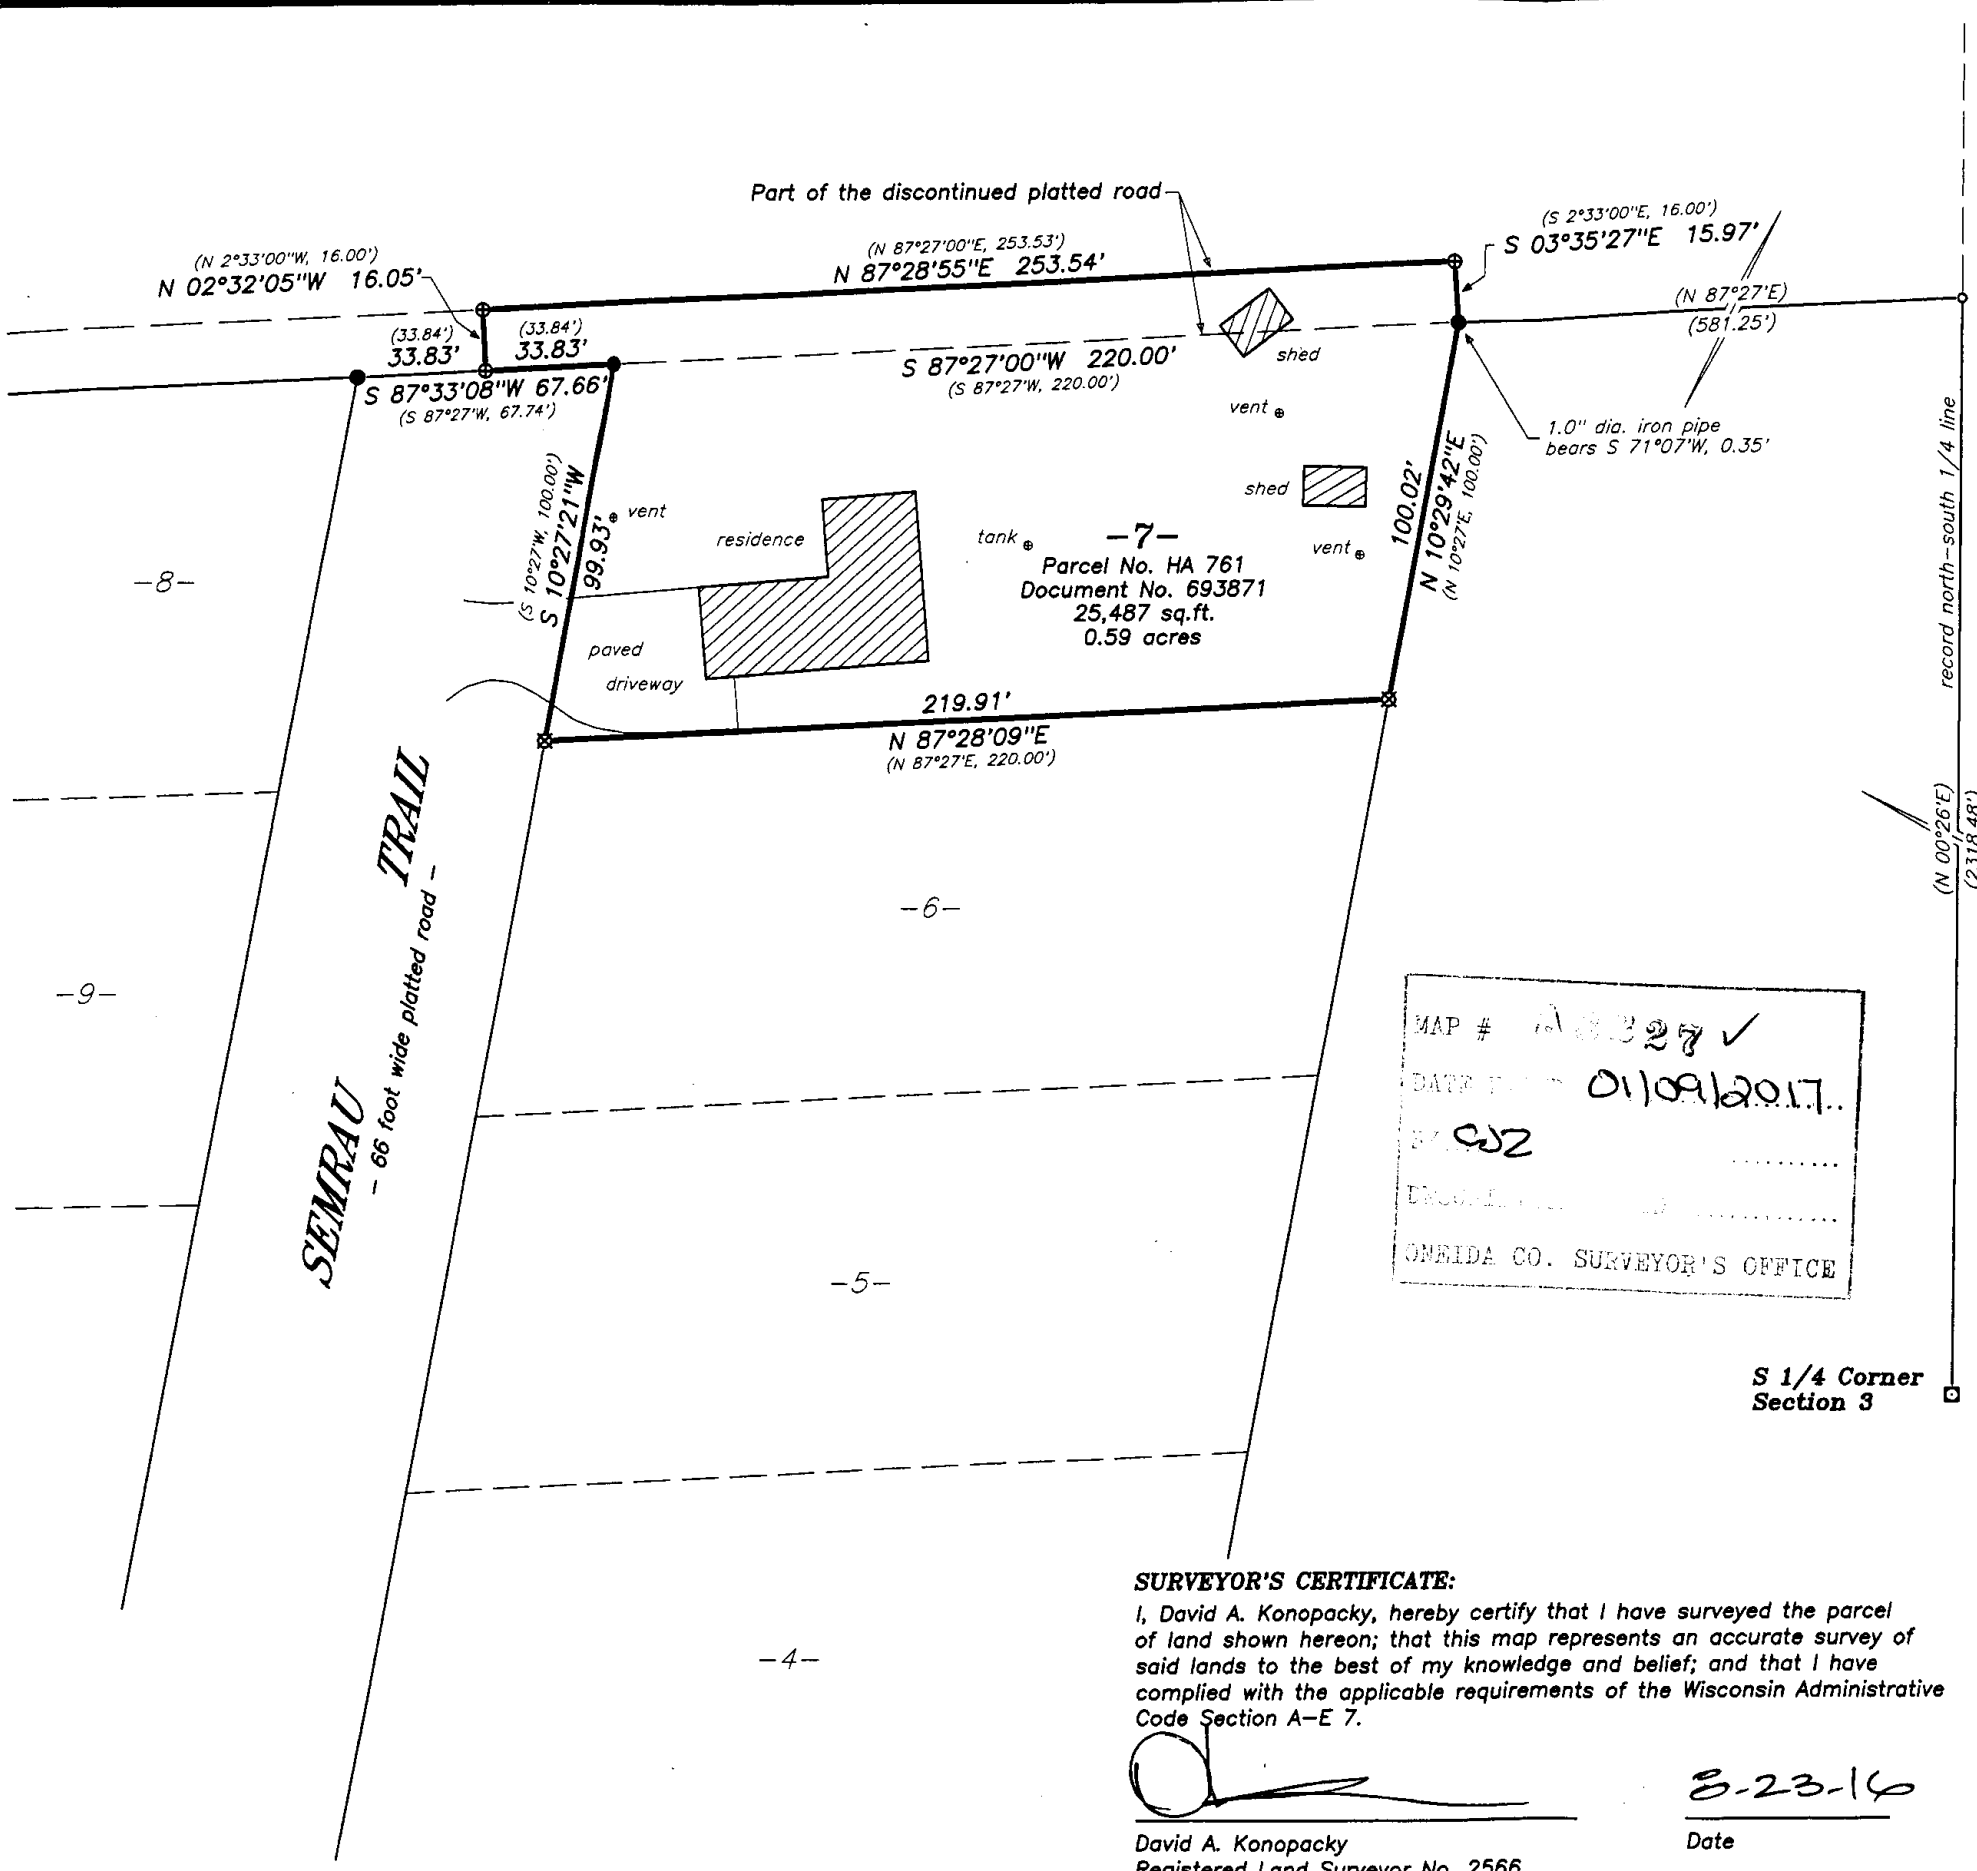 Part of the discontinued platted road
(N 2°33'00"W, 16.00')
N 02°32'05"W 16.05'
(N 87°27'00"E, 253.53')
N 87°28'55"E 253.54'
(S 2°33'00"E, 16.00')
S 03°35'27"E 15.97'
(N 87°27'E)
(581.25')
(33.84')
33.83'
(33.84')
33.83'
S 87°33'08"W 67.66'
(S 87°27'W, 67.74')
S 87°27'00"W 220.00'
(S 87°27'W, 220.00')
shed
vent
1.0" dia. iron pipe
bears S 71°07'W, 0.35'
record north-south 1/4 line
(S 10°27'W, 100.00')
S 10°27'21"W
99.93'
vent
residence
tank
shed
vent
100.02'
N 10°29'42"E
(N 10°27'E, 100.00')
-7-
Parcel No. HA 761
Document No. 693871
25,487 sq.ft.
0.59 acres
-8-
paved
driveway
219.91'
N 87°28'09"E
(N 87°27'E, 220.00')
(N 00°26'E)
(2318.48')
SEMRAU TRAIL
- 66 foot wide platted road -
-6-
-9-
MAP # 27 ✓
DATE 01/09/2017
CJZ
ONEIDA CO. SURVEYOR'S OFFICE
-5-
S 1/4 Corner
Section 3
-4-
SURVEYOR'S CERTIFICATE:
I, David A. Konopacky, hereby certify that I have surveyed the parcel
of land shown hereon; that this map represents an accurate survey of
said lands to the best of my knowledge and belief; and that I have
complied with the applicable requirements of the Wisconsin Administrative
Code Section A-E 7.
8-23-16
David A. Konopacky
Date
Registered Land Surveyor No. 2566